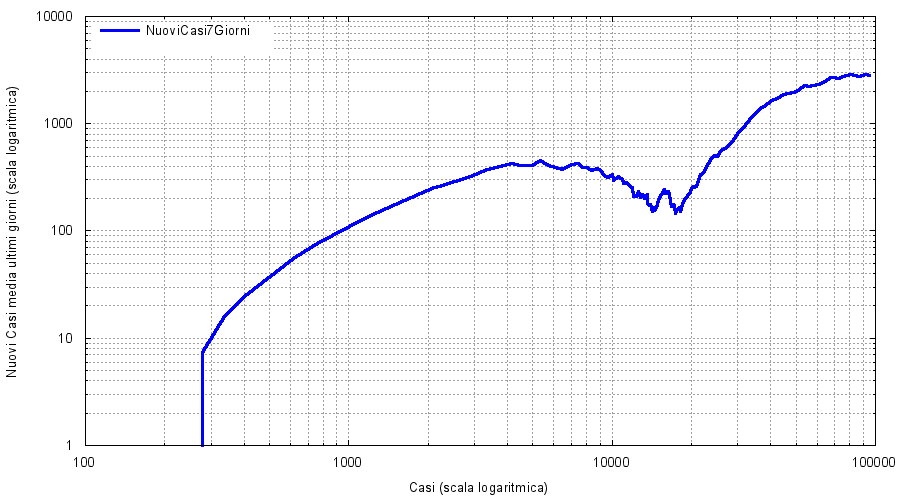 10000
NuoviCasi7Giorni
1000
100
10
1
Nuovi Casi media ultimi giorni (scala logaritmica)
100 1000 10000 100000
Casi (scala logaritmica)